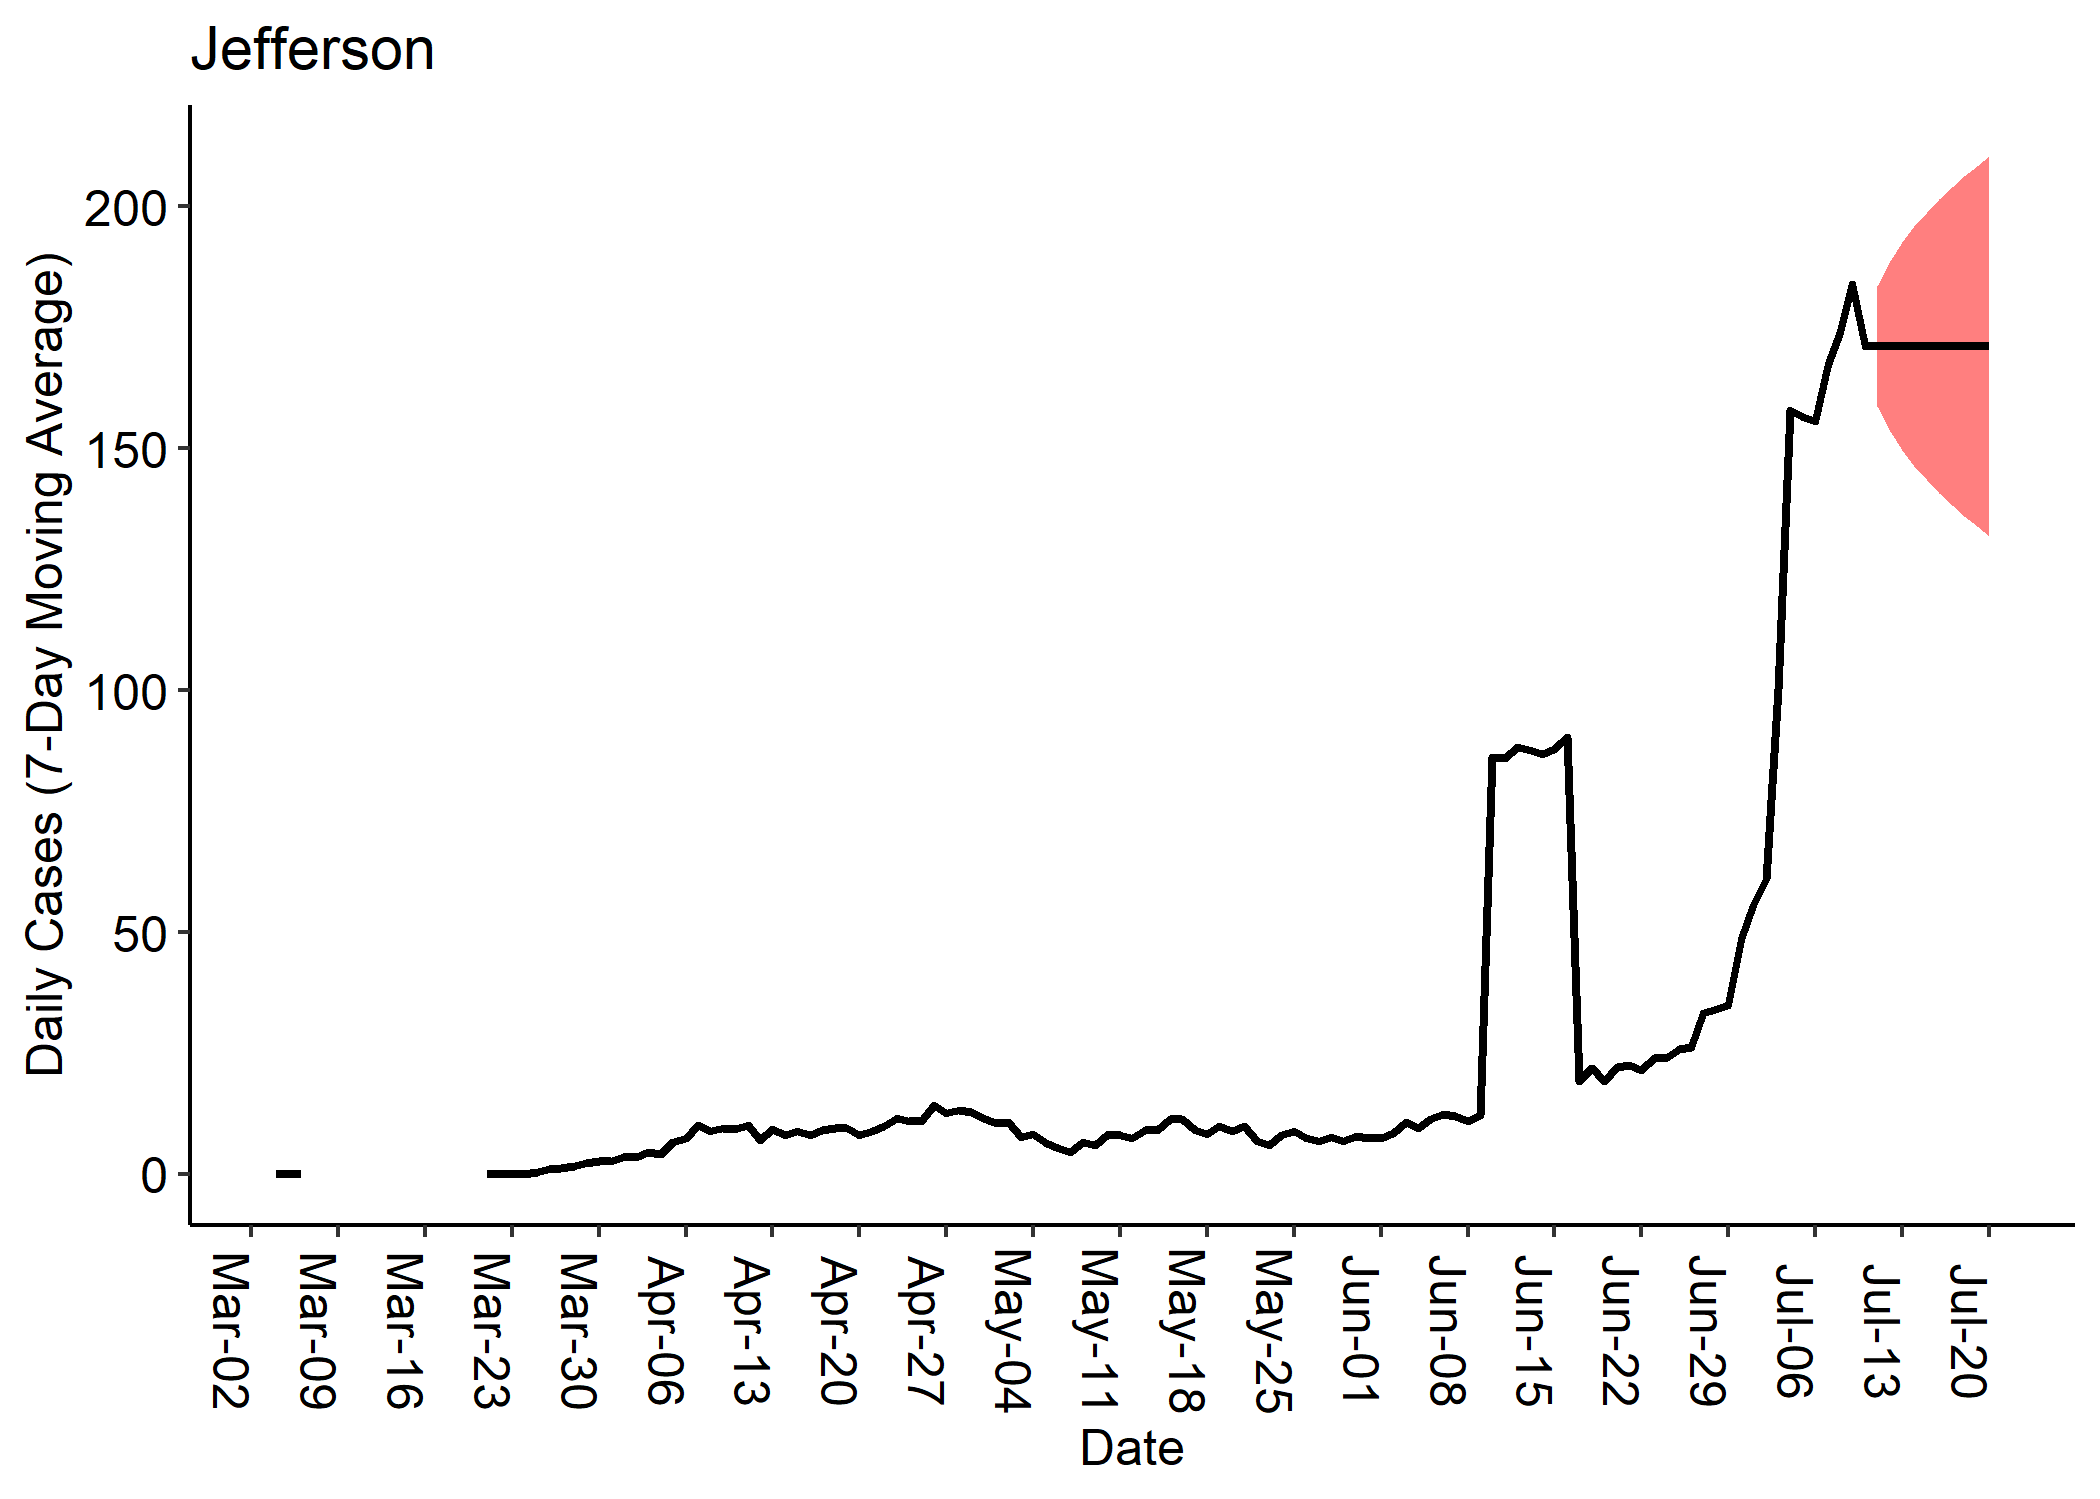 Jefferson
Daily Cases (7-Day Moving Average)
200
150
100
50
0
Mar-02
Mar-09
Mar-16
Mar-23
Mar-30
Apr-06
Apr-13
Apr-20
Apr-27
May-04
May-11
May-18
May-25
Jun-01
Jun-08
Jun-15
Jun-22
Jun-29
Jul-06
Jul-13
Jul-20
Date